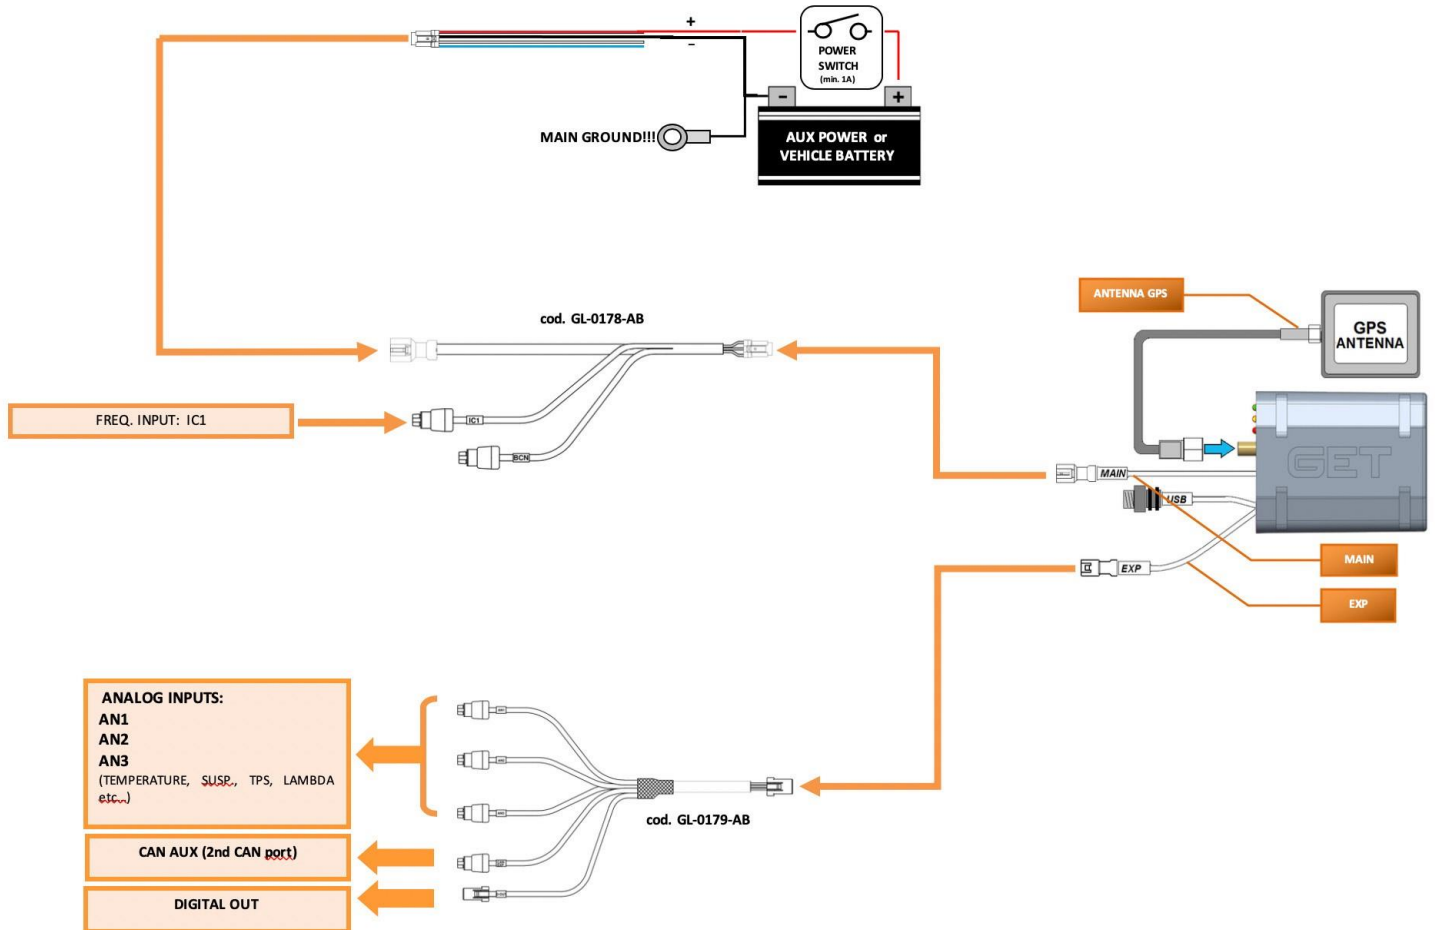 +
–
POWER
SWITCH
(min. 1A)
-
+
MAIN GROUND!!!
AUX POWER or
VEHICLE BATTERY
ANTENNA GPS
GPS
ANTENNA
cod. GL-0178-AB
FREQ. INPUT: IC1
IC1
BCN
GET
MAIN
USB
EXP
MAIN
EXP
ANALOG INPUTS:
AN1
AN2
AN3
(TEMPERATURE, SUSP., TPS, LAMBDA
etc..)
cod. GL-0179-AB
CAN AUX (2nd CAN port)
DIGITAL OUT